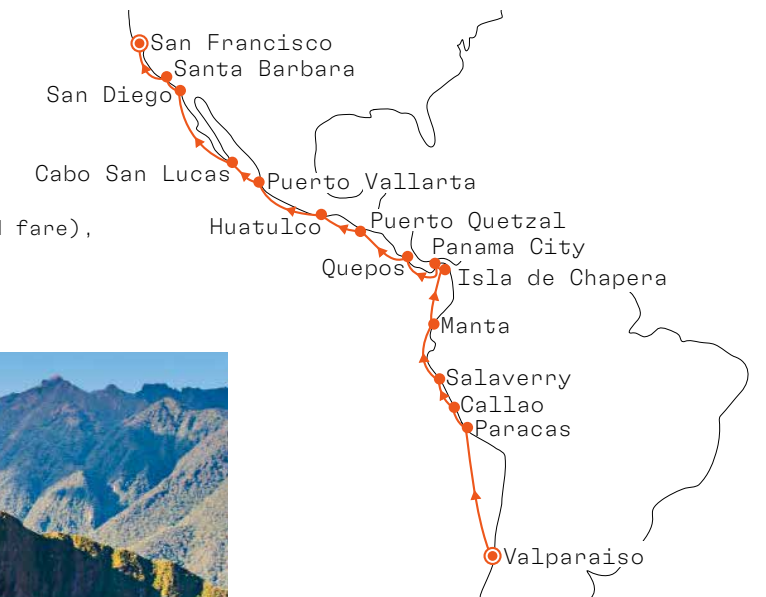 San Francisco
Santa Barbara
San Diego
Cabo San Lucas
Puerto Vallarta
Huatulco
Puerto Quetzal
fare),
Panama City
Quepos
Isla de Chapera
Manta
Salaverry
Callao
Paracas
Valparaiso